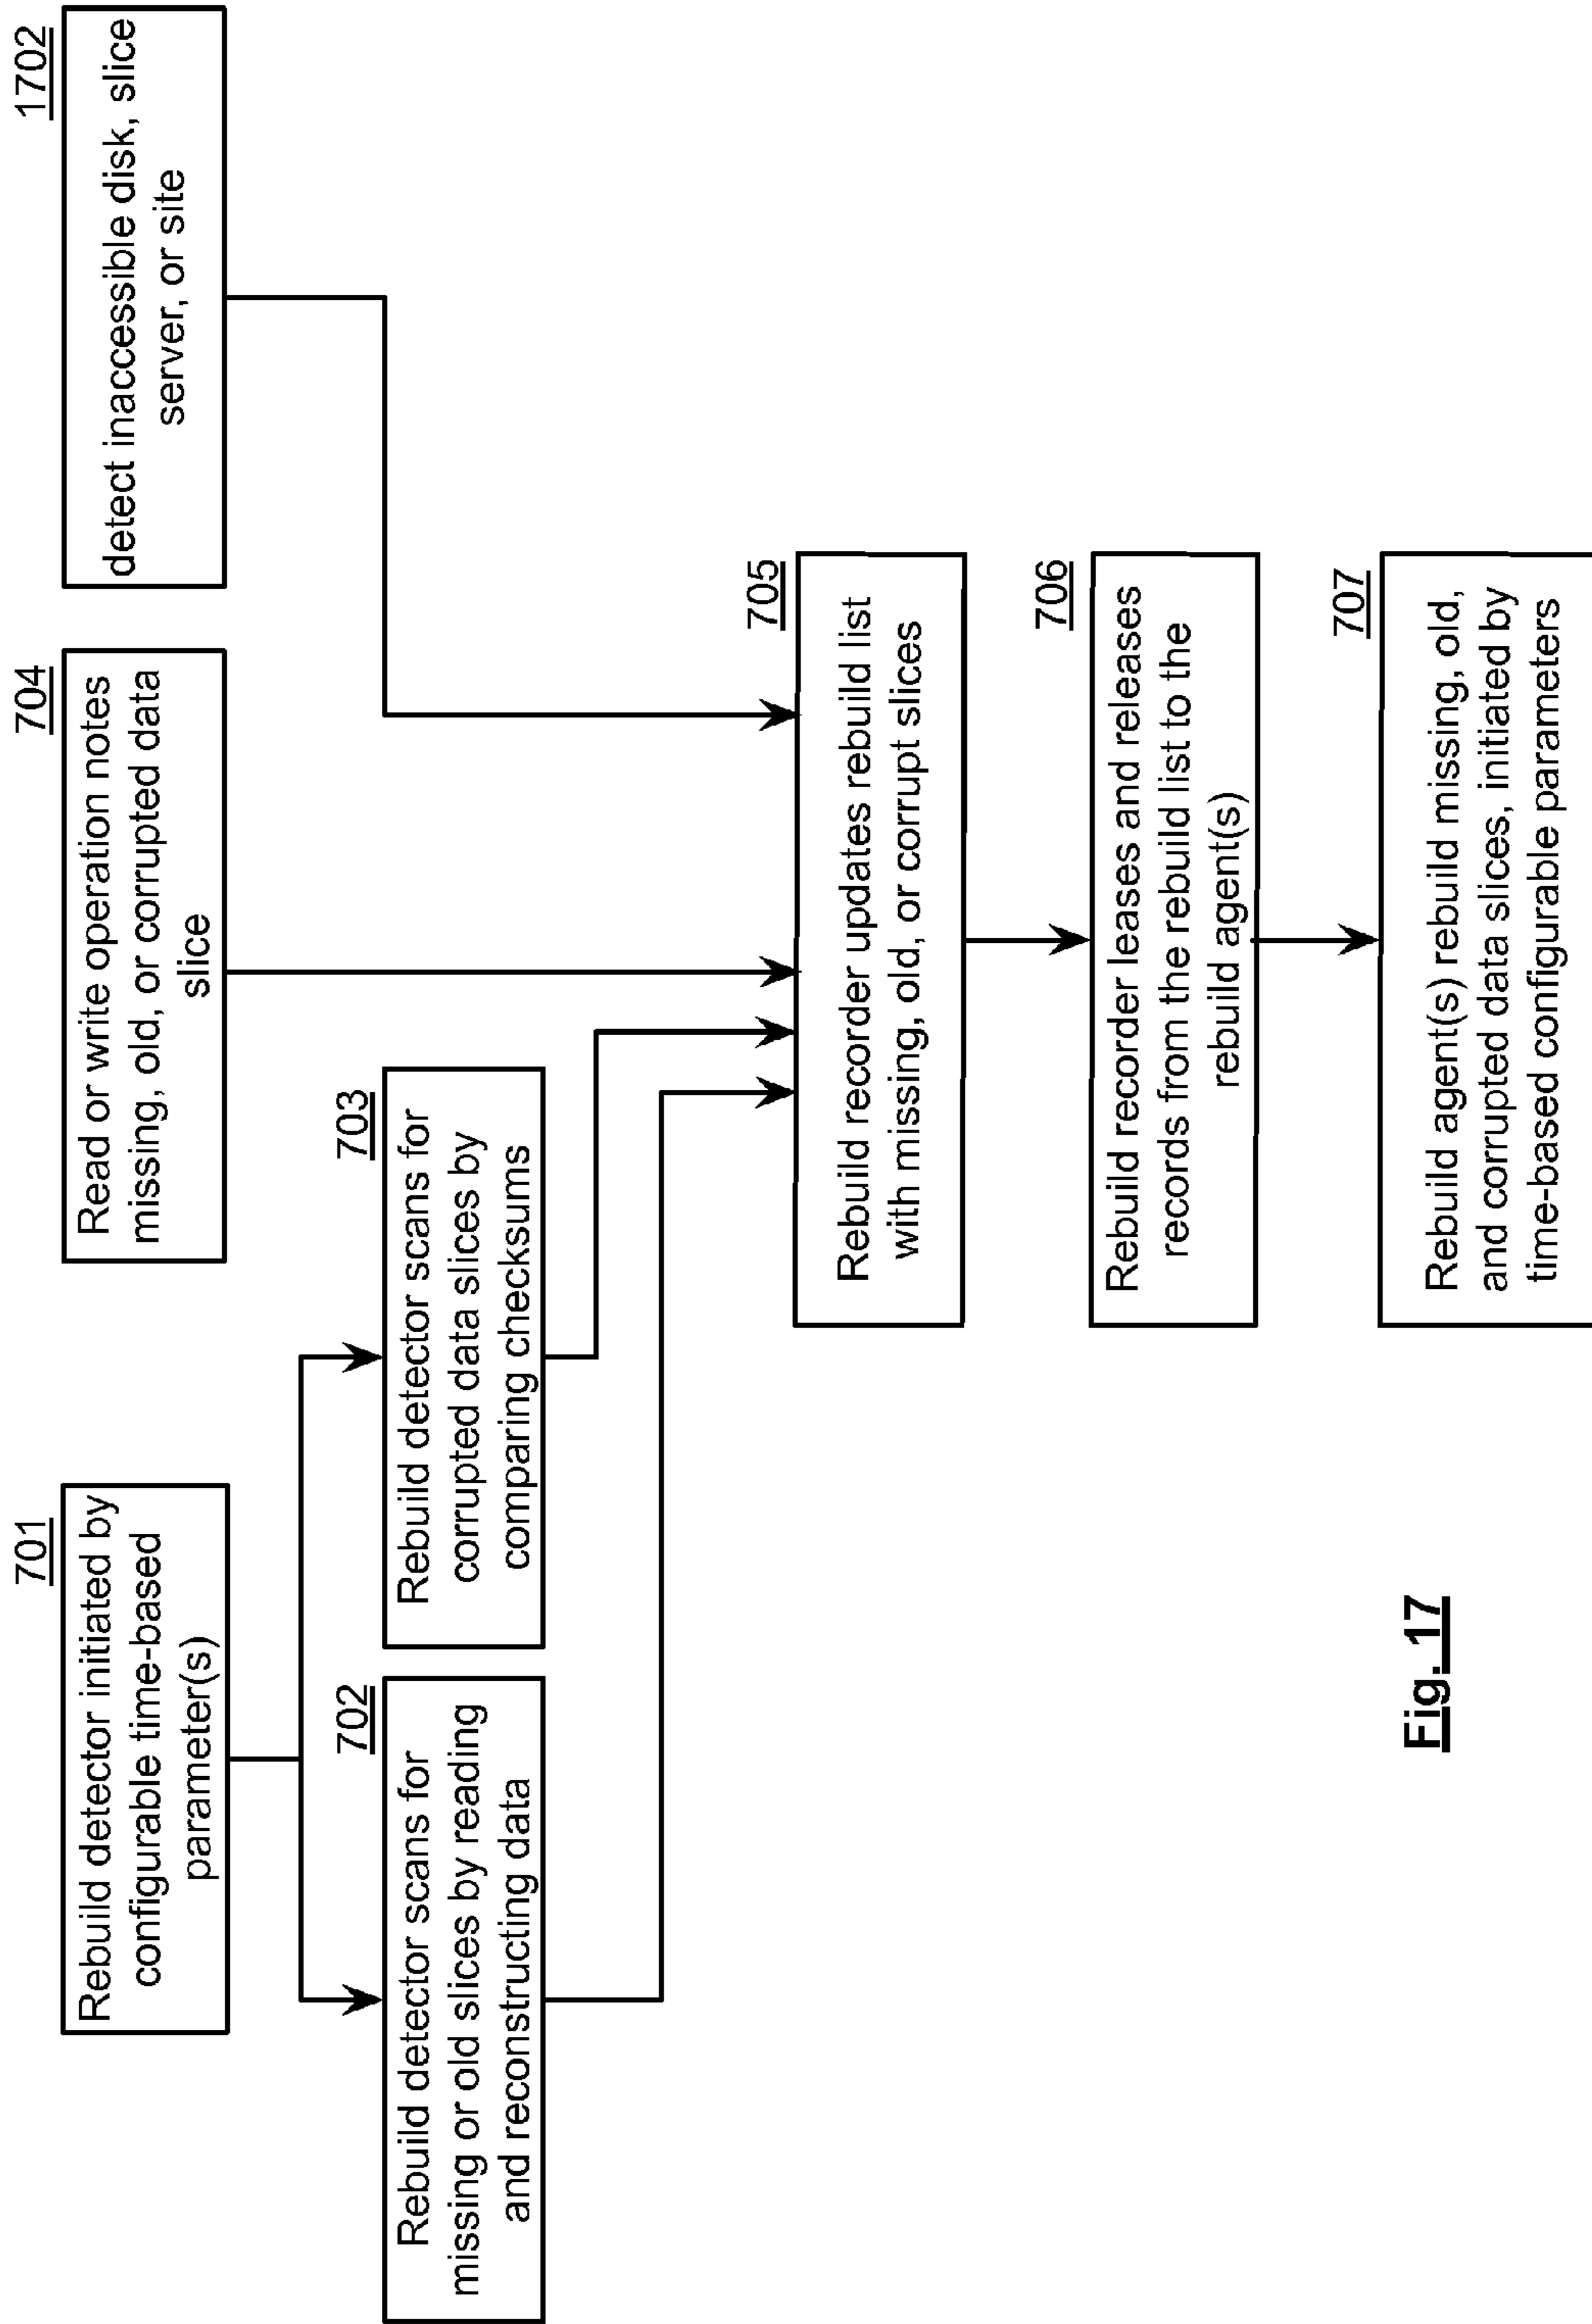 701
Rebuild detector initiated by
configurable time-based
parameter(s)
704
Read or write operation notes
missing, old, or corrupted data
slice
1702
detect inaccessible disk, slice
server, or site
702
Rebuild detector scans for
missing or old slices by reading
and reconstructing data
703
Rebuild detector scans for
corrupted data slices by
comparing checksums
705
Rebuild recorder updates rebuild list
with missing, old, or corrupt slices
706
Rebuild recorder leases and releases
records from the rebuild list to the
rebuild agent(s)
707
Rebuild agent(s) rebuild missing, old,
and corrupted data slices, initiated by
time-based configurable parameters
Fig. 17